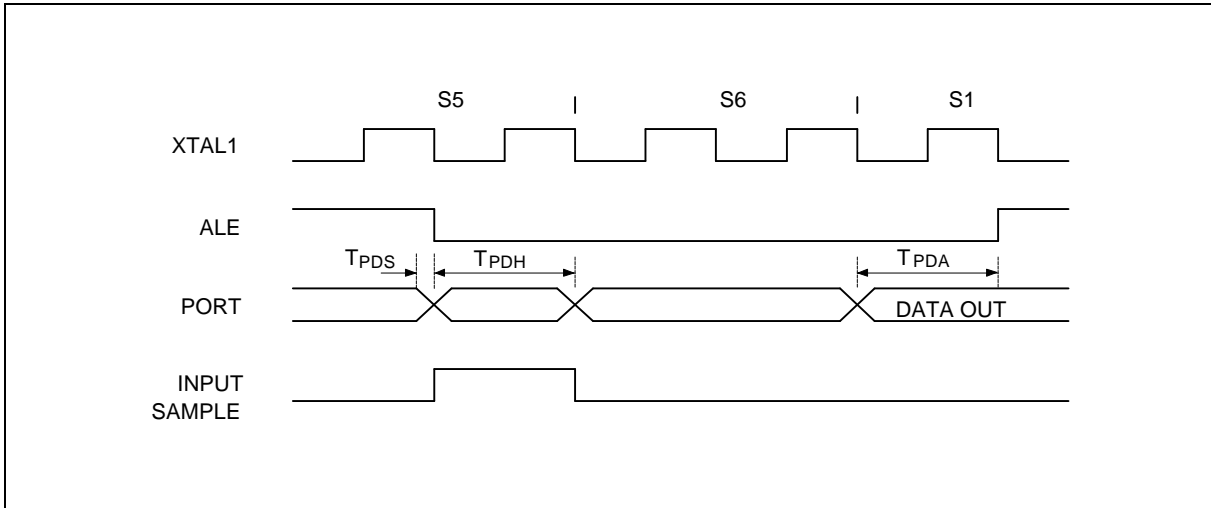 S5 S6 S1
XTAL1
ALE
TPDS TPDH TPDA
PORT DATA OUT
INPUT
SAMPLE